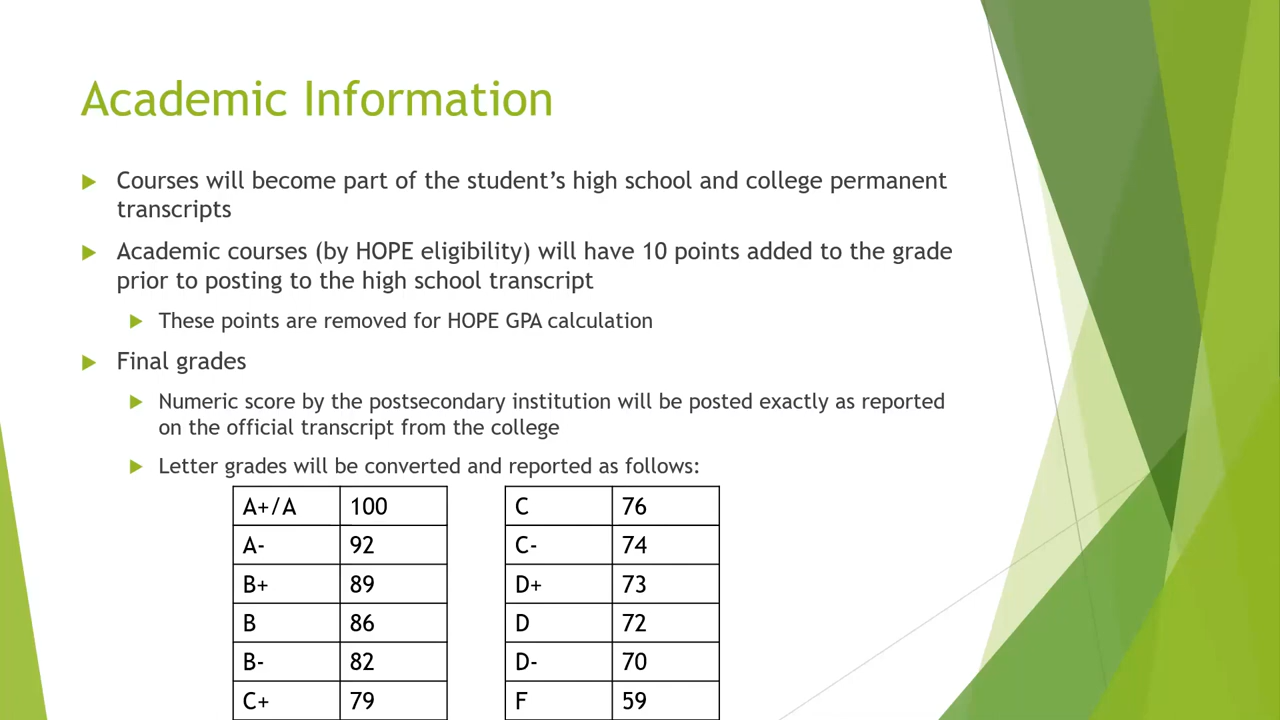 Academic Information
Courses will become part of the student’s high school and college permanent
transcripts
Academic courses (by HOPE eligibility) will have 10 points added to the grade
prior to posting to the high school transcript
These points are removed for HOPE GPA calculation
Final grades
Numeric score by the postsecondary institution will be posted exactly as reported
on the official transcript from the college
Letter grades will be converted and reported as follows:
A+/A 100
A- 92
B+ 89
B 86
B- 82
C+ 79
C 76
C- 74
D+ 73
D 72
D- 70
F 59